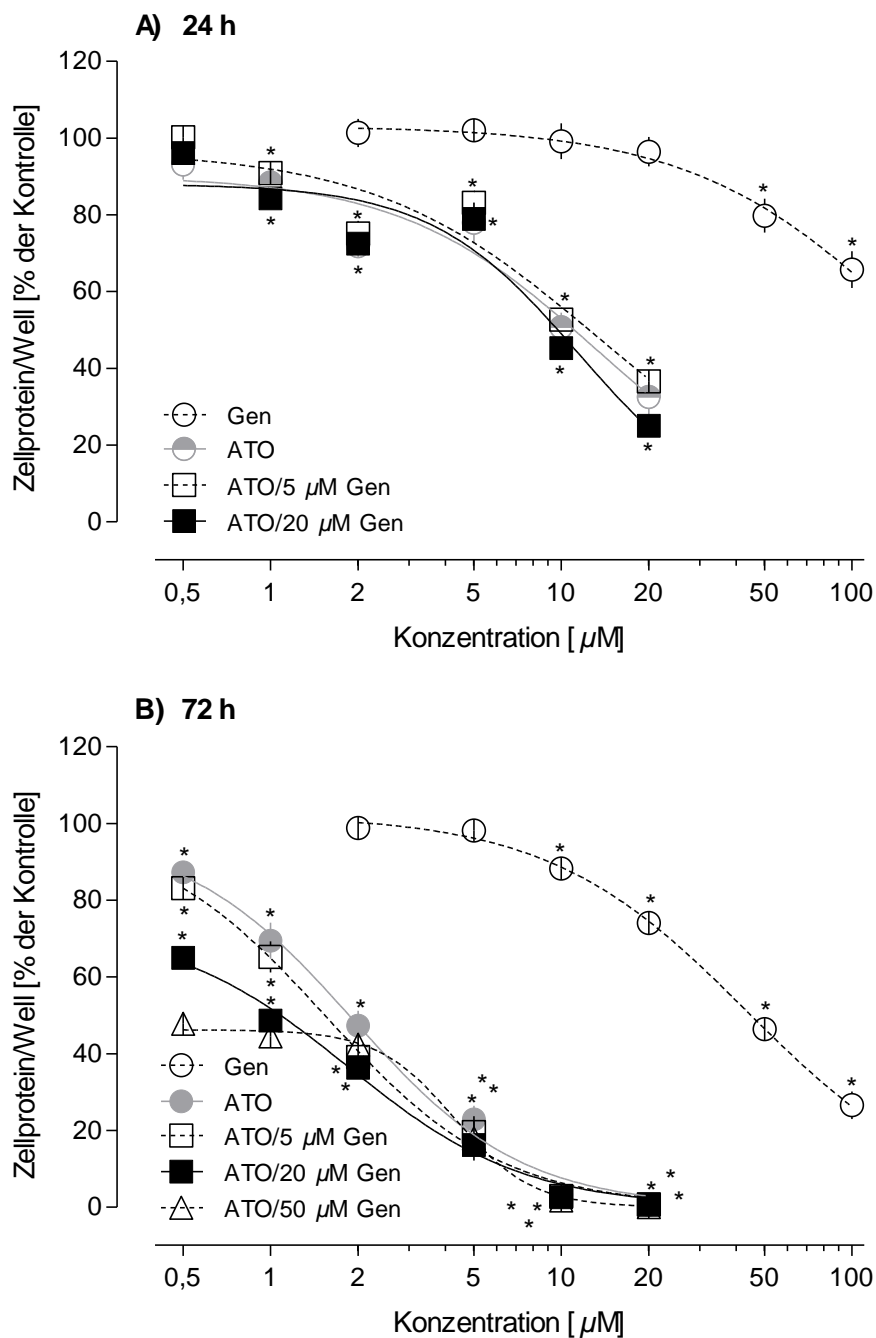 A) 24 h
Zellprotein/Well [% der Kontrolle]
120
100
80
60
40
20
0
* * * * * * * * * * * *
Gen
ATO
ATO/5 µM Gen
ATO/20 µM Gen
0,5 1 2 5 10 20 50 100
Konzentration [ µM]
B) 72 h
Zellprotein/Well [% der Kontrolle]
120
100
80
60
40
20
0
Gen
ATO
ATO/5 µM Gen
ATO/20 µM Gen
ATO/50 µM Gen
0,5 1 2 5 10 20 50 100
Konzentration [ µM]